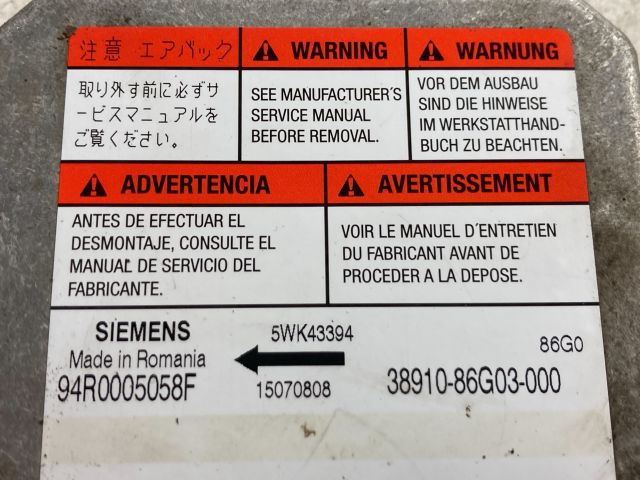 注意 エアバック
取り外す前に必ずサ
ービスマニュアルを
ご覧ください。
WARNING
SEE MANUFACTURER'S
SERVICE MANUAL
BEFORE REMOVAL.
WARNUNG
VOR DEM AUSBAU
SIND DIE HINWEISE
IM WERKSTATTHAND-
BUCH ZU BEACHTEN.
ADVERTENCIA
ANTES DE EFECTUAR EL
DESMONTAJE, CONSULTE EL
MANUAL DE SERVICIO DEL
FABRICANTE.
AVERTISSEMENT
VOIR LE MANUEL D'ENTRETIEN
DU FABRICANT AVANT DE
PROCEDER A LA DEPOSE.
SIEMENS
Made in Romania
94R0005058F
5WK43394
15070808
86G0
38910-86G03-000